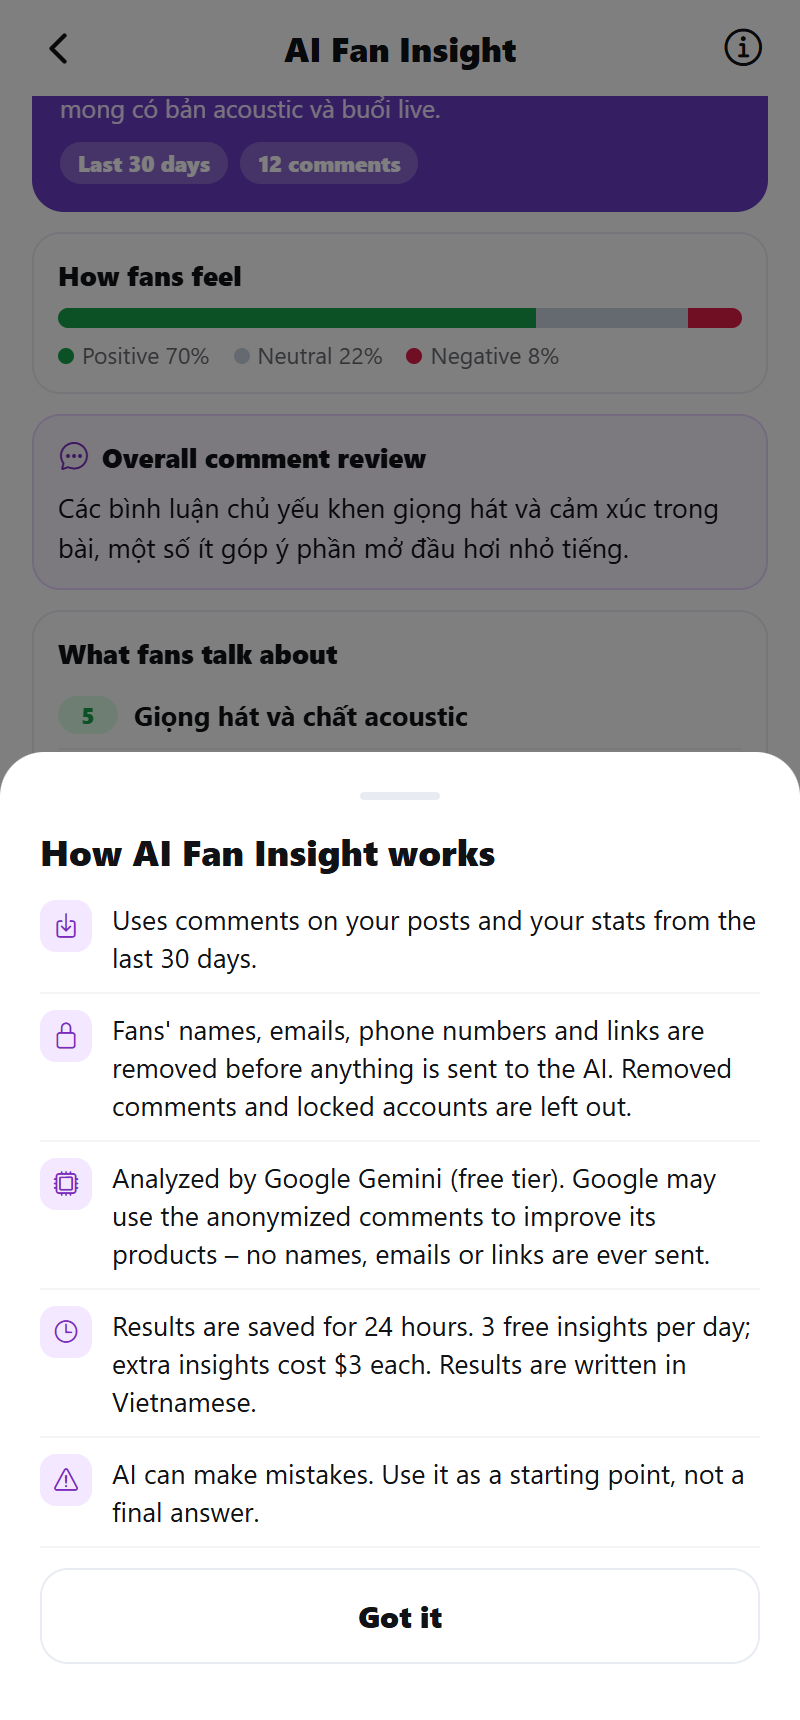 AI Fan Insight
mong có bản acoustic và buổi live.
Last 30 days
12 comments
How fans feel
Positive 70%
Neutral 22%
Negative 8%
Overall comment review
Các bình luận chủ yếu khen giọng hát và cảm xúc trong
bài, một số ít góp ý phần mở đầu hơi nhỏ tiếng.
What fans talk about
5
Giọng hát và chất acoustic
How AI Fan Insight works
Uses comments on your posts and your stats from the
last 30 days.
Fans' names, emails, phone numbers and links are
removed before anything is sent to the AI. Removed
comments and locked accounts are left out.
Analyzed by Google Gemini (free tier). Google may
use the anonymized comments to improve its
products – no names, emails or links are ever sent.
Results are saved for 24 hours. 3 free insights per day;
extra insights cost $3 each. Results are written in
Vietnamese.
AI can make mistakes. Use it as a starting point, not a
final answer.
Got it